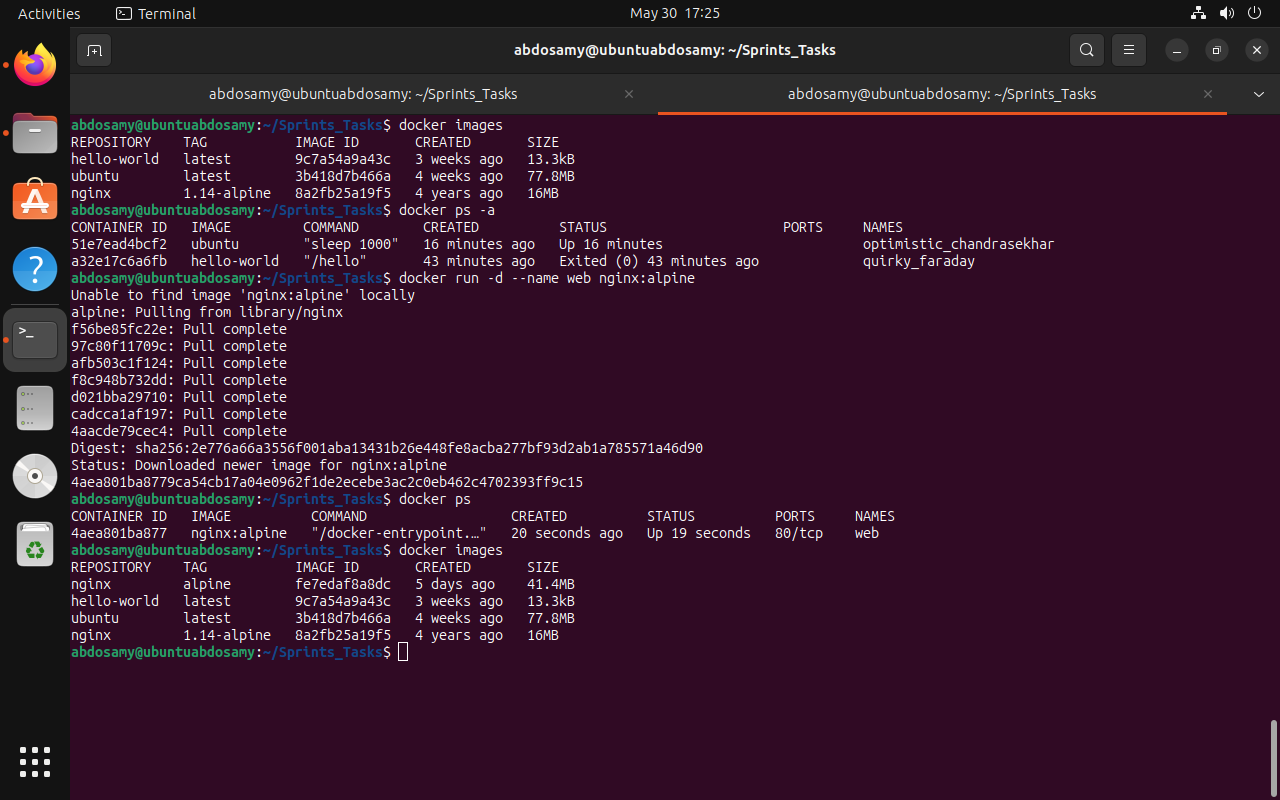 Activities Terminal May 30 17:25
abdosamy@ubuntuabdosamy: ~/Sprints_Tasks
abdosamy@ubuntuabdosamy: ~/Sprints_Tasks abdosamy@ubuntuabdosamy: ~/Sprints_Tasks
abdosamy@ubuntuabdosamy:~/Sprints_Tasks$ docker images
REPOSITORY TAG IMAGE ID CREATED SIZE
hello-world latest 9c7a54a9a43c 3 weeks ago 13.3kB
ubuntu latest 3b418d7b466a 4 weeks ago 77.8MB
nginx 1.14-alpine 8a2fb25a19f5 4 years ago 16MB
abdosamy@ubuntuabdosamy:~/Sprints_Tasks$ docker ps -a
CONTAINER ID IMAGE COMMAND CREATED STATUS PORTS NAMES
51e7ead4bcf2 ubuntu "sleep 1000" 16 minutes ago Up 16 minutes optimistic_chandrasekhar
a32e17c6a6fb hello-world "/hello" 43 minutes ago Exited (0) 43 minutes ago quirky_faraday
abdosamy@ubuntuabdosamy:~/Sprints_Tasks$ docker run -d --name web nginx:alpine
Unable to find image 'nginx:alpine' locally
alpine: Pulling from library/nginx
f56be85fc22e: Pull complete
97c80f11709c: Pull complete
afb503c1f124: Pull complete
f8c948b732dd: Pull complete
d021bba29710: Pull complete
cadcca1af197: Pull complete
4aacde79cec4: Pull complete
Digest: sha256:2e776a66a3556f001aba13431b26e448fe8acba277bf93d2ab1a785571a46d90
Status: Downloaded newer image for nginx:alpine
4aea801ba8779ca54cb17a04e0962f1de2ecebe3ac2c0eb462c4702393ff9c15
abdosamy@ubuntuabdosamy:~/Sprints_Tasks$ docker ps
CONTAINER ID IMAGE COMMAND CREATED STATUS PORTS NAMES
4aea801ba877 nginx:alpine "/docker-entrypoint.…" 20 seconds ago Up 19 seconds 80/tcp web
abdosamy@ubuntuabdosamy:~/Sprints_Tasks$ docker images
REPOSITORY TAG IMAGE ID CREATED SIZE
nginx alpine fe7edaf8a8dc 5 days ago 41.4MB
hello-world latest 9c7a54a9a43c 3 weeks ago 13.3kB
ubuntu latest 3b418d7b466a 4 weeks ago 77.8MB
nginx 1.14-alpine 8a2fb25a19f5 4 years ago 16MB
abdosamy@ubuntuabdosamy:~/Sprints_Tasks$